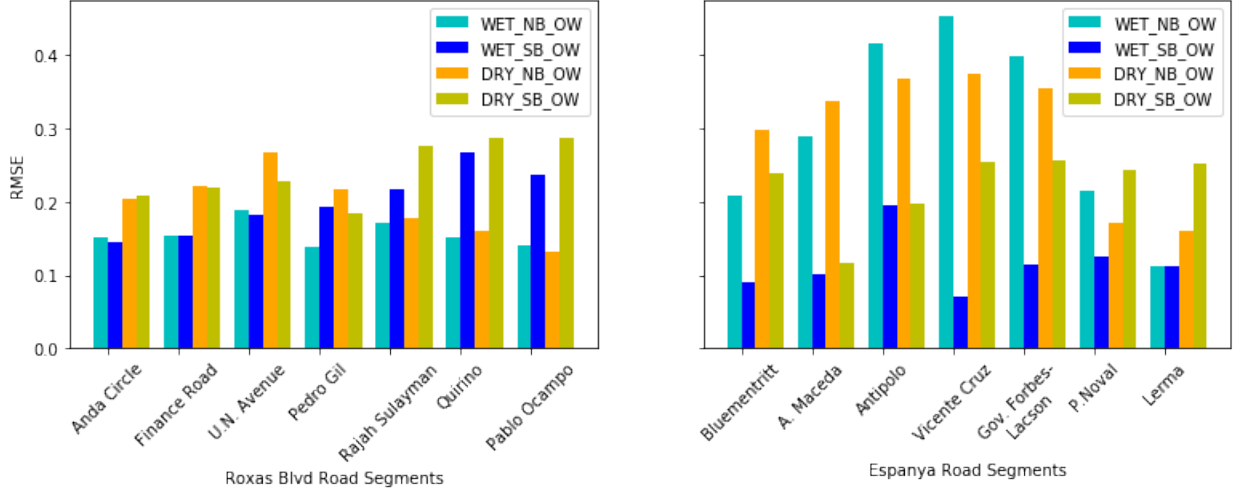 WET_NB_OW
WET_SB_OW
DRY_NB_OW
DRY_SB_OW
RMSE
0.4
0.3
0.2
0.1
0.0
Anda Circle
Finance Road
U.N. Avenue
Pedro Gil
Rajah Sulayman
Quirino
Pablo Ocampo
Roxas Blvd Road Segments
WET_NB_OW
WET_SB_OW
DRY_NB_OW
DRY_SB_OW
Bluementritt
A. Maceda
Antipolo
Vicente Cruz
Gov. Forbes-
Lacson
P.Noval
Lerma
Espanya Road Segments